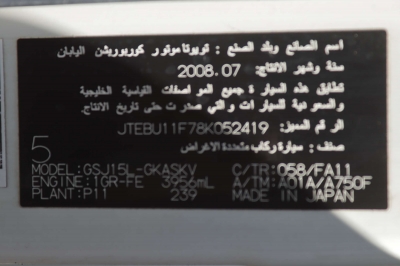 اسم الصانع وبلد الصنع : تويوتا موتور كوربوريشن اليابان
سنة وشهر الانتاج: 2008.07
تطابق هذه السيارة جميع المواصفات القياسية الخليجية
والسعودية للسيارات والتي صدرت حتى تاريخ الانتاج.
الرقم المميز: JTEBU11F78K052419
صنف : سيارة ركاب متعددة الاغراض
5
MODEL:GSJ15L-GKASKV C/TR:058/FA11
ENGINE:1GR-FE 3956mL A/TM:A01A/A750F
PLANT:P11 239 MADE IN JAPAN